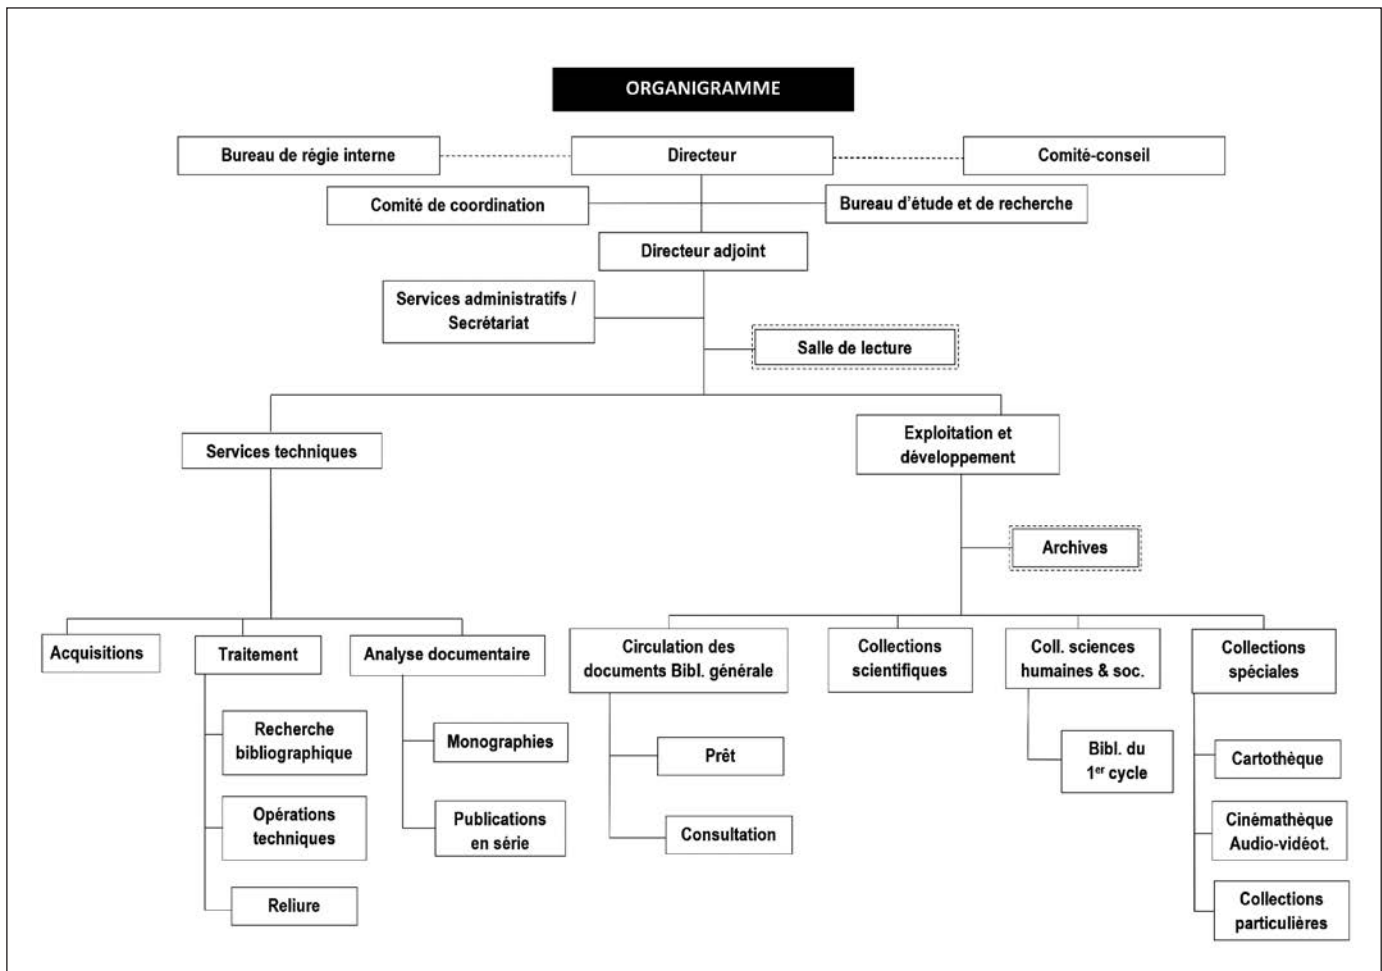 ORGANIGRAMME
Bureau de régie interne
Directeur
Comité-conseil
Comité de coordination
Bureau d'étude et de recherche
Directeur adjoint
Services administratifs /
Secrétariat
Salle de lecture
Services techniques
Exploitation et
développement
Archives
Acquisitions
Traitement
Analyse documentaire
Circulation des
documents Bibl. générale
Collections
scientifiques
Coll. sciences
humaines & soc.
Collections
spéciales
Recherche
bibliographique
Opérations
techniques
Reliure
Monographies
Publications
en série
Prêt
Consultation
Bibl. du
1er cycle
Cartothèque
Cinémathèque
Audio-vidéot.
Collections
particulières